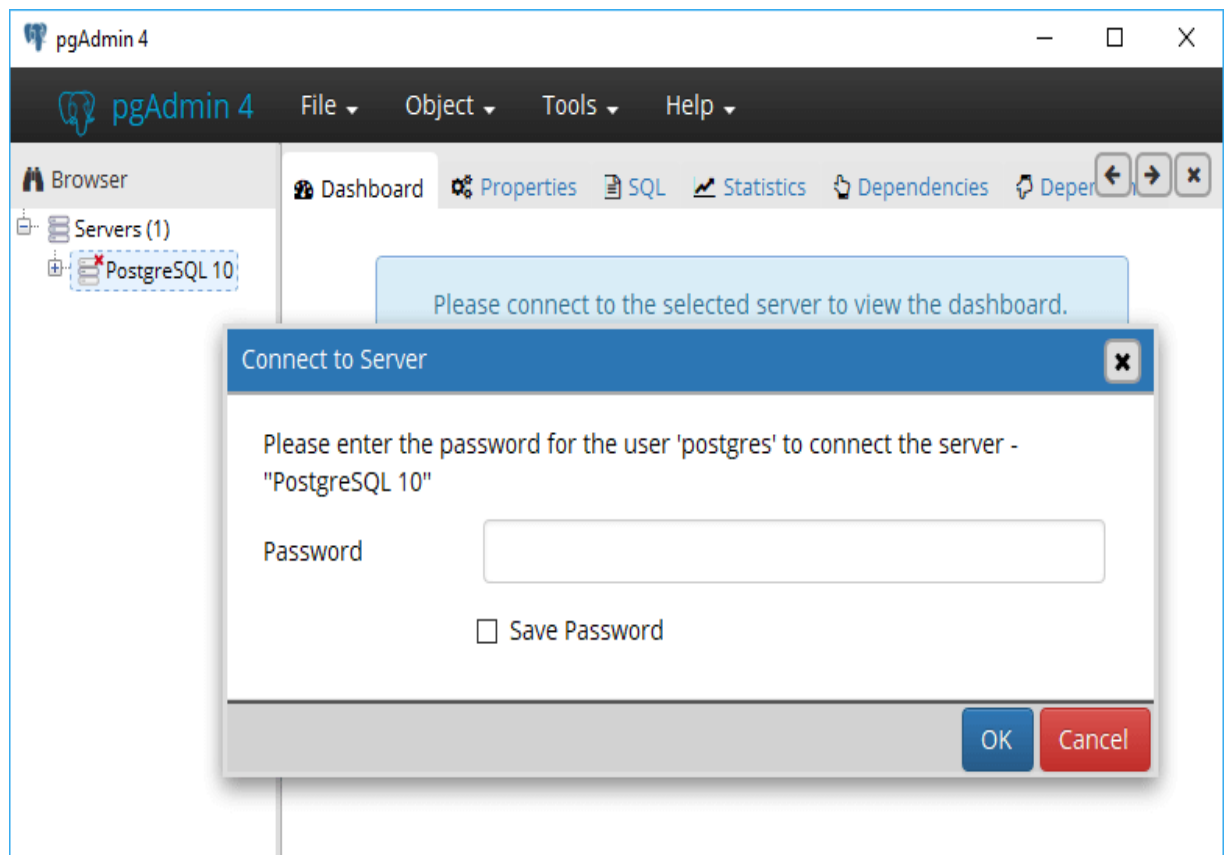 pgAdmin 4
pgAdmin 4 File Object Tools Help
Browser
Dashboard Properties SQL Statistics Dependencies
Servers (1)
PostgreSQL 10
Please connect to the selected server to view the dashboard.
Connect to Server
Please enter the password for the user 'postgres' to connect the server -
"PostgreSQL 10"
Password
Save Password
OK Cancel